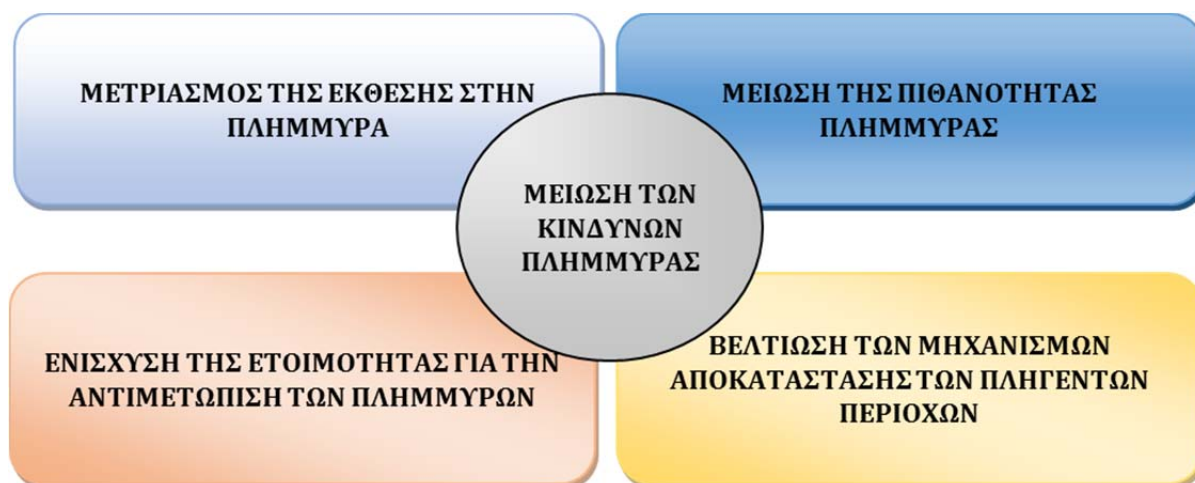 ΜΕΤΡΙΑΣΜΟΣ ΤΗΣ ΕΚΘΕΣΗΣ ΣΤΗΝ
ΠΛΗΜΜΥΡΑ
ΜΕΙΩΣΗ ΤΗΣ ΠΙΘΑΝΟΤΗΤΑΣ
ΠΛΗΜΜΥΡΑΣ
ΜΕΙΩΣΗ ΤΩΝ
ΚΙΝΔΥΝΩΝ
ΠΛΗΜΜΥΡΑΣ
ΕΝΙΣΧΥΣΗ ΤΗΣ ΕΤΟΙΜΟΤΗΤΑΣ ΓΙΑ ΤΗΝ
ΑΝΤΙΜΕΤΩΠΙΣΗ ΤΩΝ ΠΛΗΜΜΥΡΩΝ
ΒΕΛΤΙΩΣΗ ΤΩΝ ΜΗΧΑΝΙΣΜΩΝ
ΑΠΟΚΑΤΑΣΤΑΣΗΣ ΤΩΝ ΠΛΗΓΕΝΤΩΝ
ΠΕΡΙΟΧΩΝ